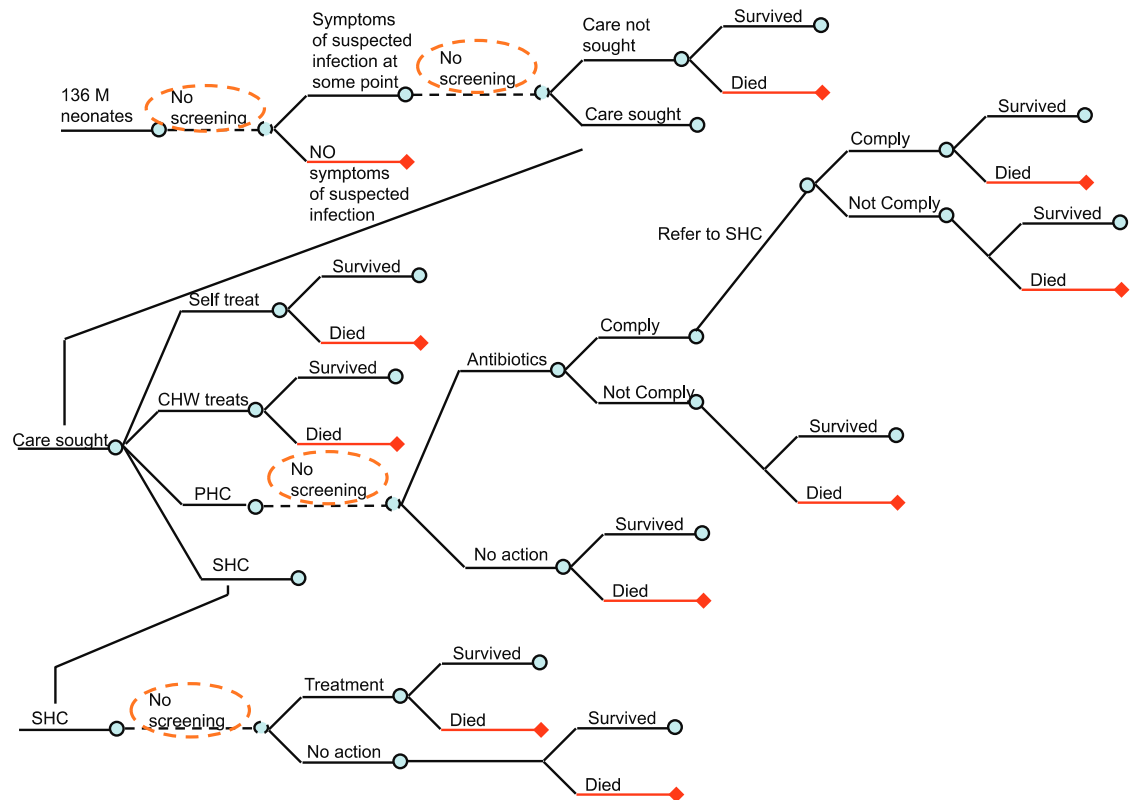 136 M
neonates
No
screening
Symptoms
of suspected
infection at
some point
No
screening
Care not
sought
Survived
Died
Care sought
NO
symptoms
of suspected
infection
Care sought
Self treat
Survived
Died
CHW treats
Survived
Died
PHC
No
screening
Antibiotics
Comply
Refer to SHC
Comply
Survived
Died
Not Comply
Survived
Died
Not Comply
Survived
Died
No action
Survived
Died
SHC
SHC
No
screening
Treatment
Survived
Died
No action
Survived
Died